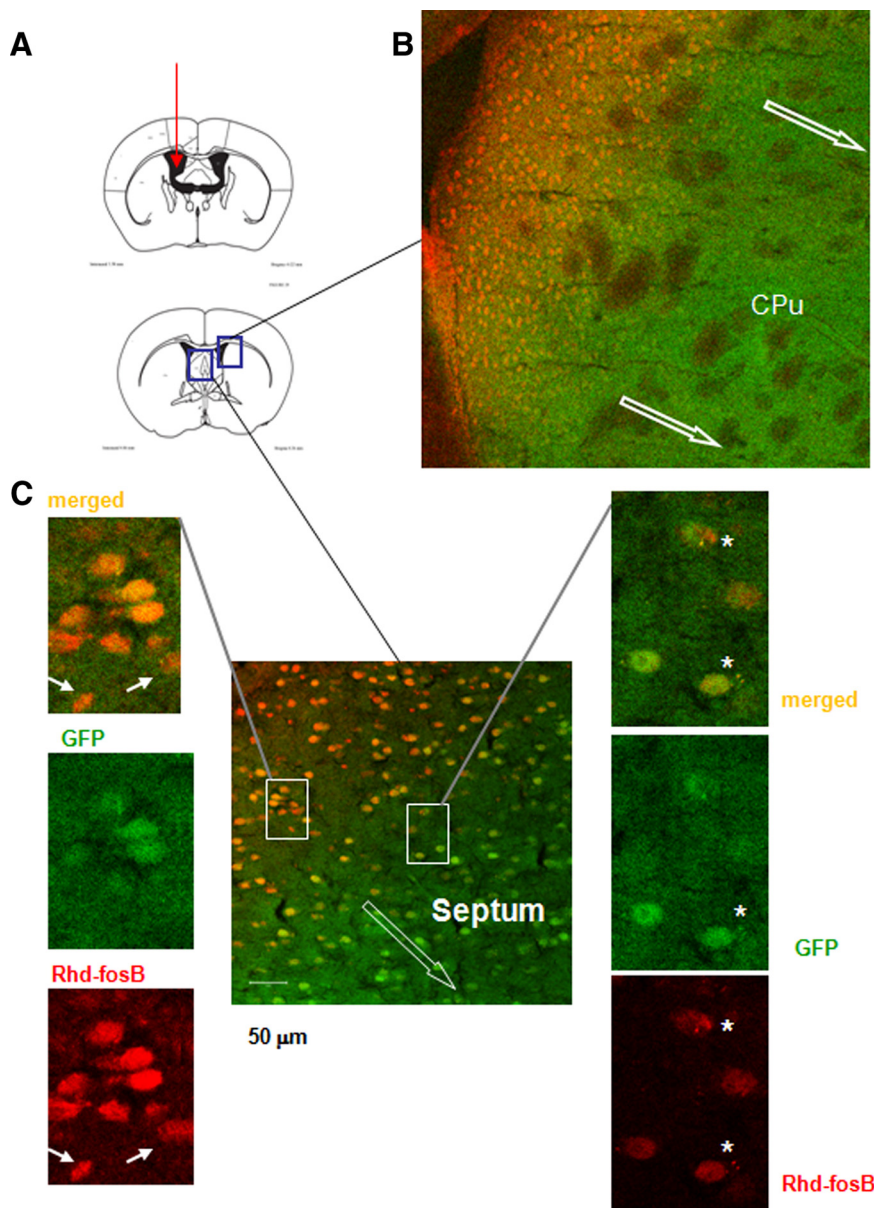 A
B
CPu
C
merged
GFP
Rhd-fosB
Septum
50 µm
*
*
merged
*
GFP
*
*
Rhd-fosB